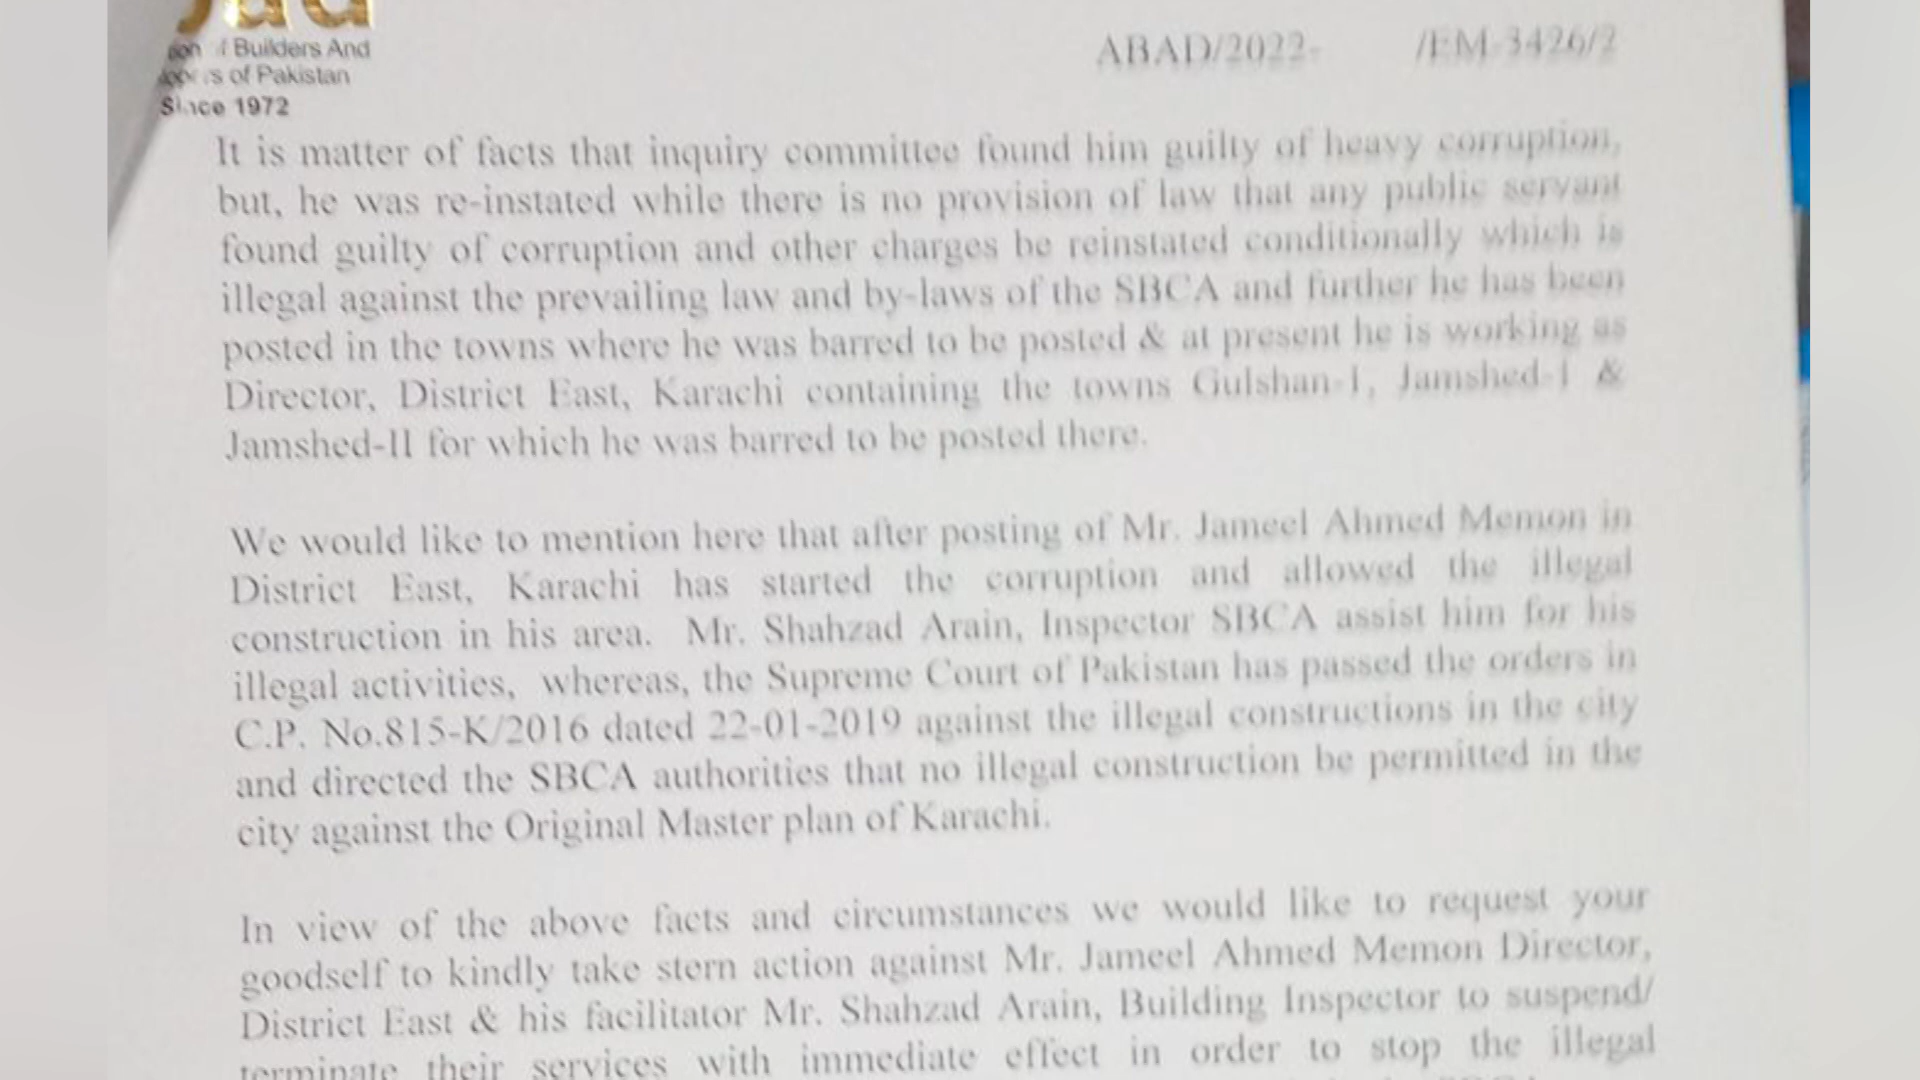 of Builders And
of Pakistan
Since 1972
ABAD/2022- /EM-3426/2
It is matter of facts that inquiry committee found him guilty of heavy corruption,
but, he was re-instated while there is no provision of law that any public servant
found guilty of corruption and other charges be reinstated conditionally which is
illegal against the prevailing law and by-laws of the SBCA and further he has been
posted in the towns where he was barred to be posted & at present he is working as
Director, District East, Karachi containing the towns Gulshan-I, Jamshed-I &
Jamshed-II for which he was barred to be posted there.
We would like to mention here that after posting of Mr. Jameel Ahmed Memon in
District East, Karachi has started the corruption and allowed the illegal
construction in his area. Mr. Shahzad Arain, Inspector SBCA assist him for his
illegal activities, whereas, the Supreme Court of Pakistan has passed the orders in
C.P. No.815-K/2016 dated 22-01-2019 against the illegal constructions in the city
and directed the SBCA authorities that no illegal construction be permitted in the
city against the Original Master plan of Karachi.
In view of the above facts and circumstances we would like to request your
goodself to kindly take stern action against Mr. Jameel Ahmed Memon Director,
District East & his facilitator Mr. Shahzad Arain, Building Inspector to suspend/
terminate their services with immediate effect in order to stop the illegal